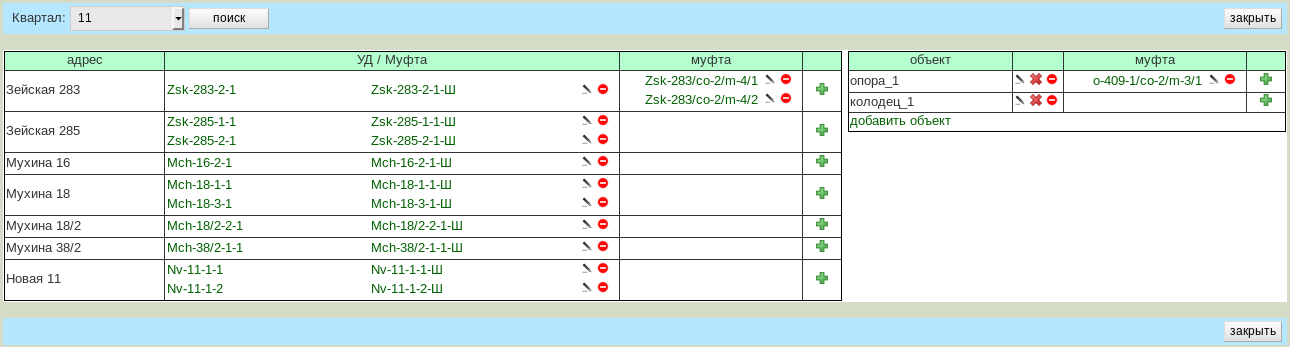 Квартал: 11 поиск закрыть
адрес УД / Муфта муфта объект муфта
Зейская 283 Zsk-283-2-1 Zsk-283-2-1-Ш Zsk-283/co-2/m-4/1
Zsk-283/co-2/m-4/2
опора_1 o-409-1/co-2/m-3/1
колодец_1
добавить объект
Зейская 285 Zsk-285-1-1 Zsk-285-1-1-Ш
Zsk-285-2-1 Zsk-285-2-1-Ш
Мухина 16 Mch-16-2-1 Mch-16-2-1-Ш
Мухина 18 Mch-18-1-1 Mch-18-1-1-Ш
Mch-18-3-1 Mch-18-3-1-Ш
Мухина 18/2 Mch-18/2-2-1 Mch-18/2-2-1-Ш
Мухина 38/2 Mch-38/2-1-1 Mch-38/2-1-1-Ш
Новая 11 Nv-11-1-1 Nv-11-1-1-Ш
Nv-11-1-2 Nv-11-1-2-Ш
закрыть